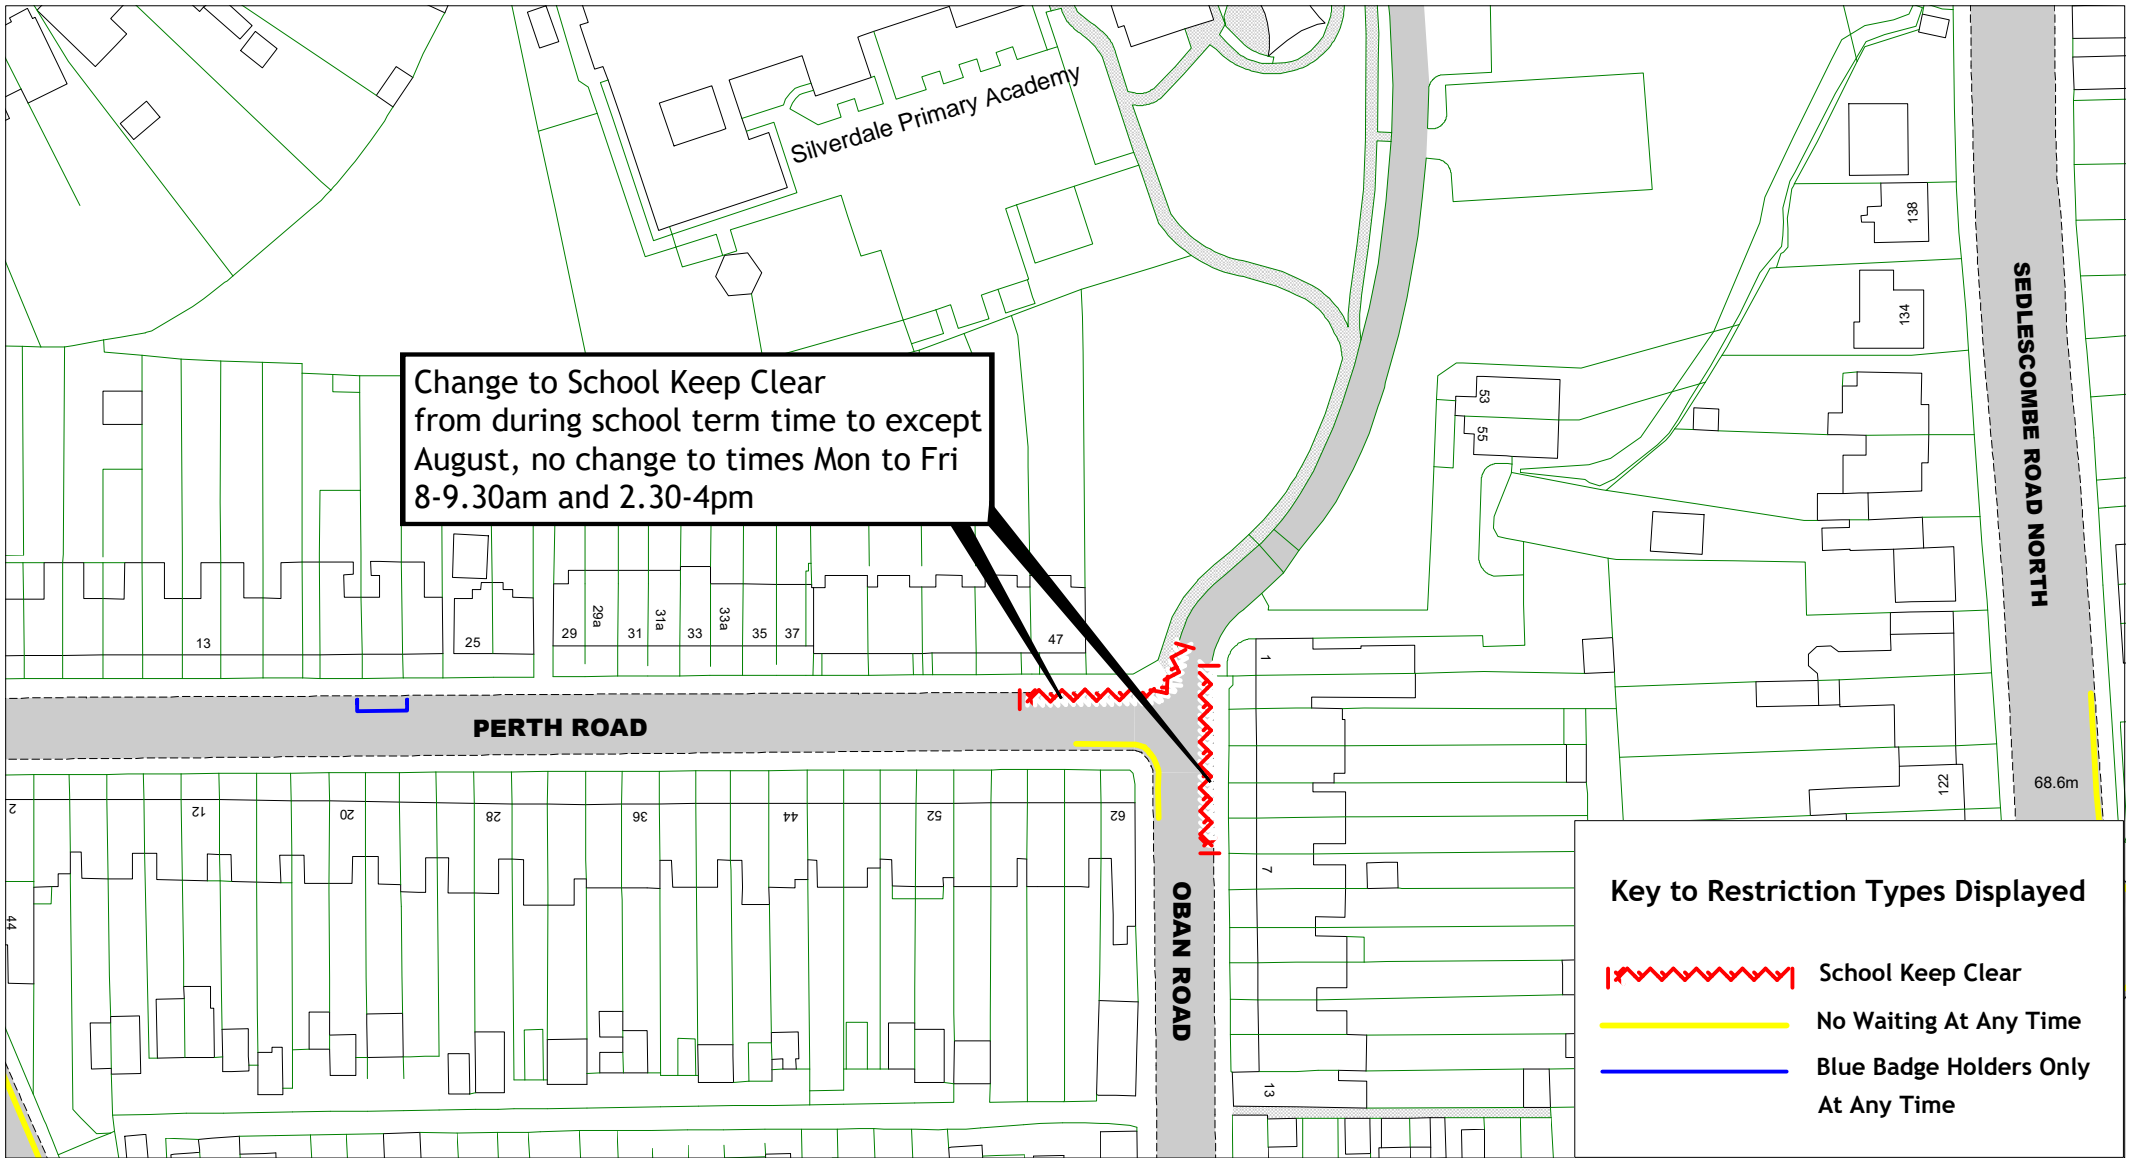 Silverdale Primary Academy
138
134
SEDLESCOMBE ROAD NORTH
Change to School Keep Clear
from during school term time to except
August, no change to times Mon to Fri
8-9.30am and 2.30-4pm
53
55
13
25
29
29a
31
31a
33
33a
35
37
47
1
PERTH ROAD
68.6m
122
2
12
20
28
36
44
52
62
7
44
OBAN ROAD
13
Key to Restriction Types Displayed
School Keep Clear
No Waiting At Any Time
Blue Badge Holders Only
At Any Time